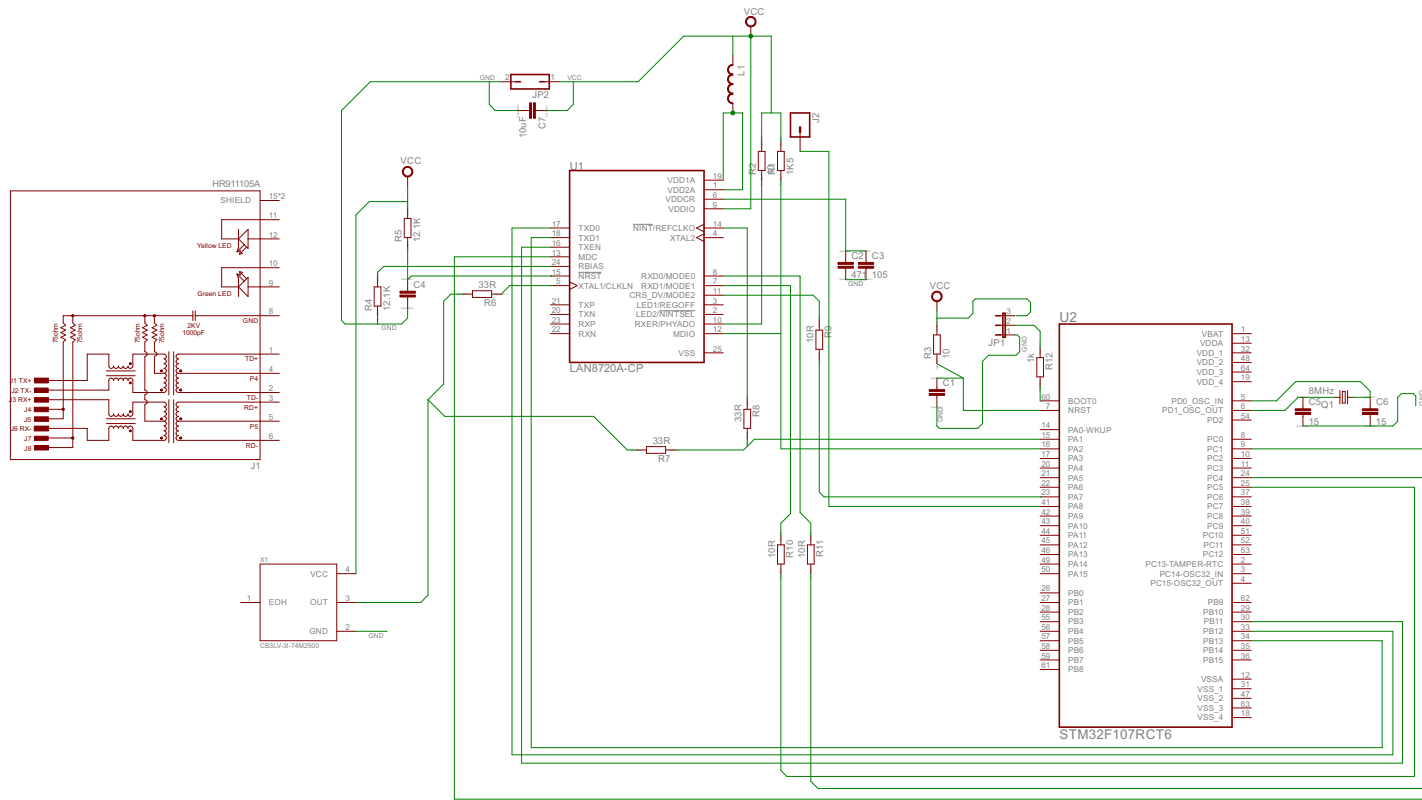 VCC
GND
2
1
VCC
JP2
10uF
C7
L1
J2
R2
1K5
VCC
R5
12.1K
R4
12.1K
C4
GND
HR911105A
SHIELD
15*2
11
Yellow LED
12
10
Green LED
9
8
GND
2KV
1000pF
75ohm
75ohm
75ohm
75ohm
1
TD+
4
P4
2
TD-
3
RD+
5
P5
6
RD-
J1 TX+
J2 TX-
J3 RX+
J4
J5
J6 RX-
J7
J8
J1
U1
17 TXD0
18 TXD1
16 TXEN
13 MDC
24 RBIAS
15 NRST
5 XTAL1/CLKLN
21 TXP
20 TXN
23 RXP
22 RXN
VDD1A 19
VDD2A 1
VDDCR 6
VDDIO 9
NINT/REFCLKO 14
XTAL2 4
RXD0/MODE0 8
RXD1/MODE1 7
CRS_DV/MODE2 11
LED1/REGOFF 3
LED2/NINTSEL 2
RXER/PHYADO 10
MDIO 12
VSS 25
LAN8720A-CP
33R
R6
33R
R7
33R
R8
10R
R9
10R
R10
10R
R11
C2
471
C3
105
GND
VCC
R3
10
C1
GND
3
2
1
JP1
GND
1k
R12
U2
60 BOOT0
7 NRST
14 PA0-WKUP
15 PA1
16 PA2
17 PA3
20 PA4
21 PA5
22 PA6
23 PA7
41 PA8
42 PA9
43 PA10
44 PA11
45 PA12
46 PA13
49 PA14
50 PA15
26 PB0
27 PB1
28 PB2
55 PB3
56 PB4
57 PB5
58 PB6
59 PB7
61 PB8
VBAT 1
VDDA 13
VDD_1 32
VDD_2 48
VDD_3 64
VDD_4 19
PD0_OSC_IN 5
PD1_OSC_OUT 6
PD2 54
PC0 8
PC1 9
PC2 10
PC3 11
PC4 24
PC5 25
PC6 37
PC7 38
PC8 39
PC9 40
PC10 51
PC11 52
PC12 53
PC13-TAMPER-RTC 2
PC14-OSC32_IN 3
PC15-OSC32_OUT 4
PB9 62
PB10 29
PB11 30
PB12 33
PB13 34
PB14 35
PB15 36
VSSA 12
VSS_1 31
VSS_2 47
VSS_3 63
VSS_4 18
STM32F107RCT6
8MHz
C5
Q1
C6
15
15
GND
X1
VCC 4
1 EOH
OUT 3
GND 2
GND
CB3LV-3I-74M2500